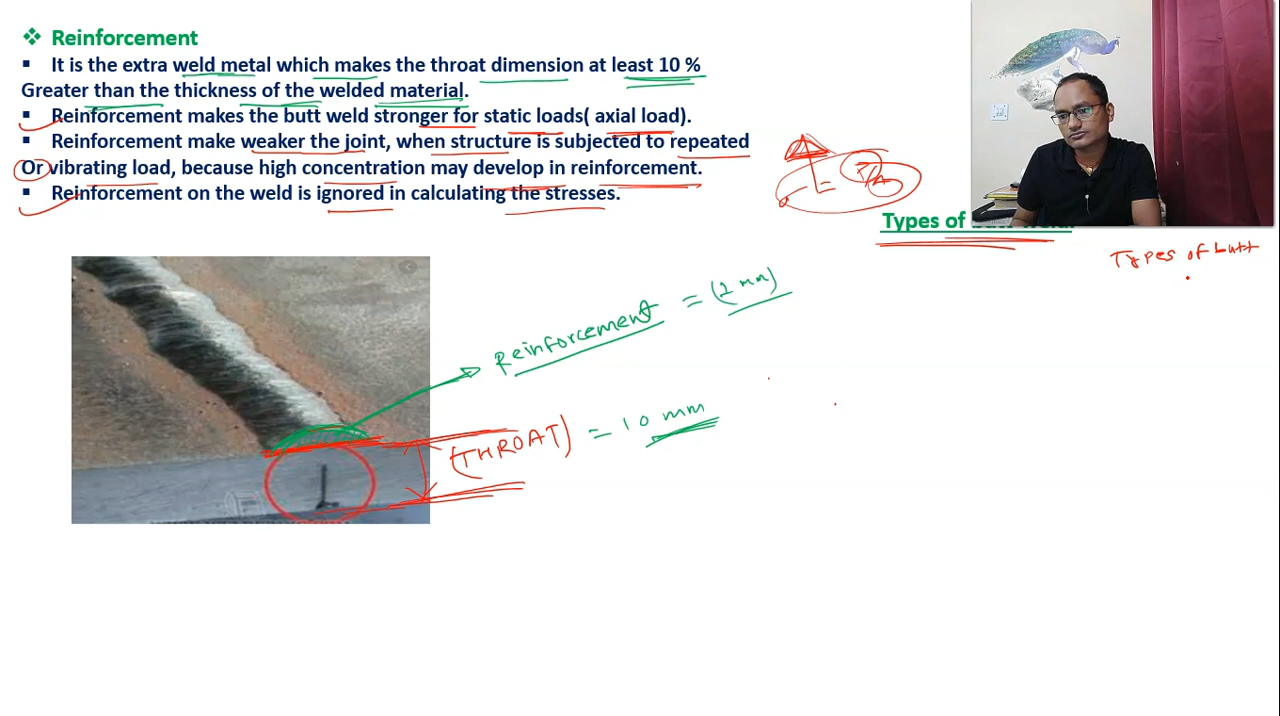 ❖ Reinforcement
▪ It is the extra weld metal which makes the throat dimension at least 10 %
Greater than the thickness of the welded material.
▪ Reinforcement makes the butt weld stronger for static loads( axial load).
▪ Reinforcement make weaker the joint, when structure is subjected to repeated
Or vibrating load, because high concentration may develop in reinforcement.
▪ Reinforcement on the weld is ignored in calculating the stresses.
Types of
Types of butt
Reinforcement = (1 mm)
(THROAT) = 10 mm